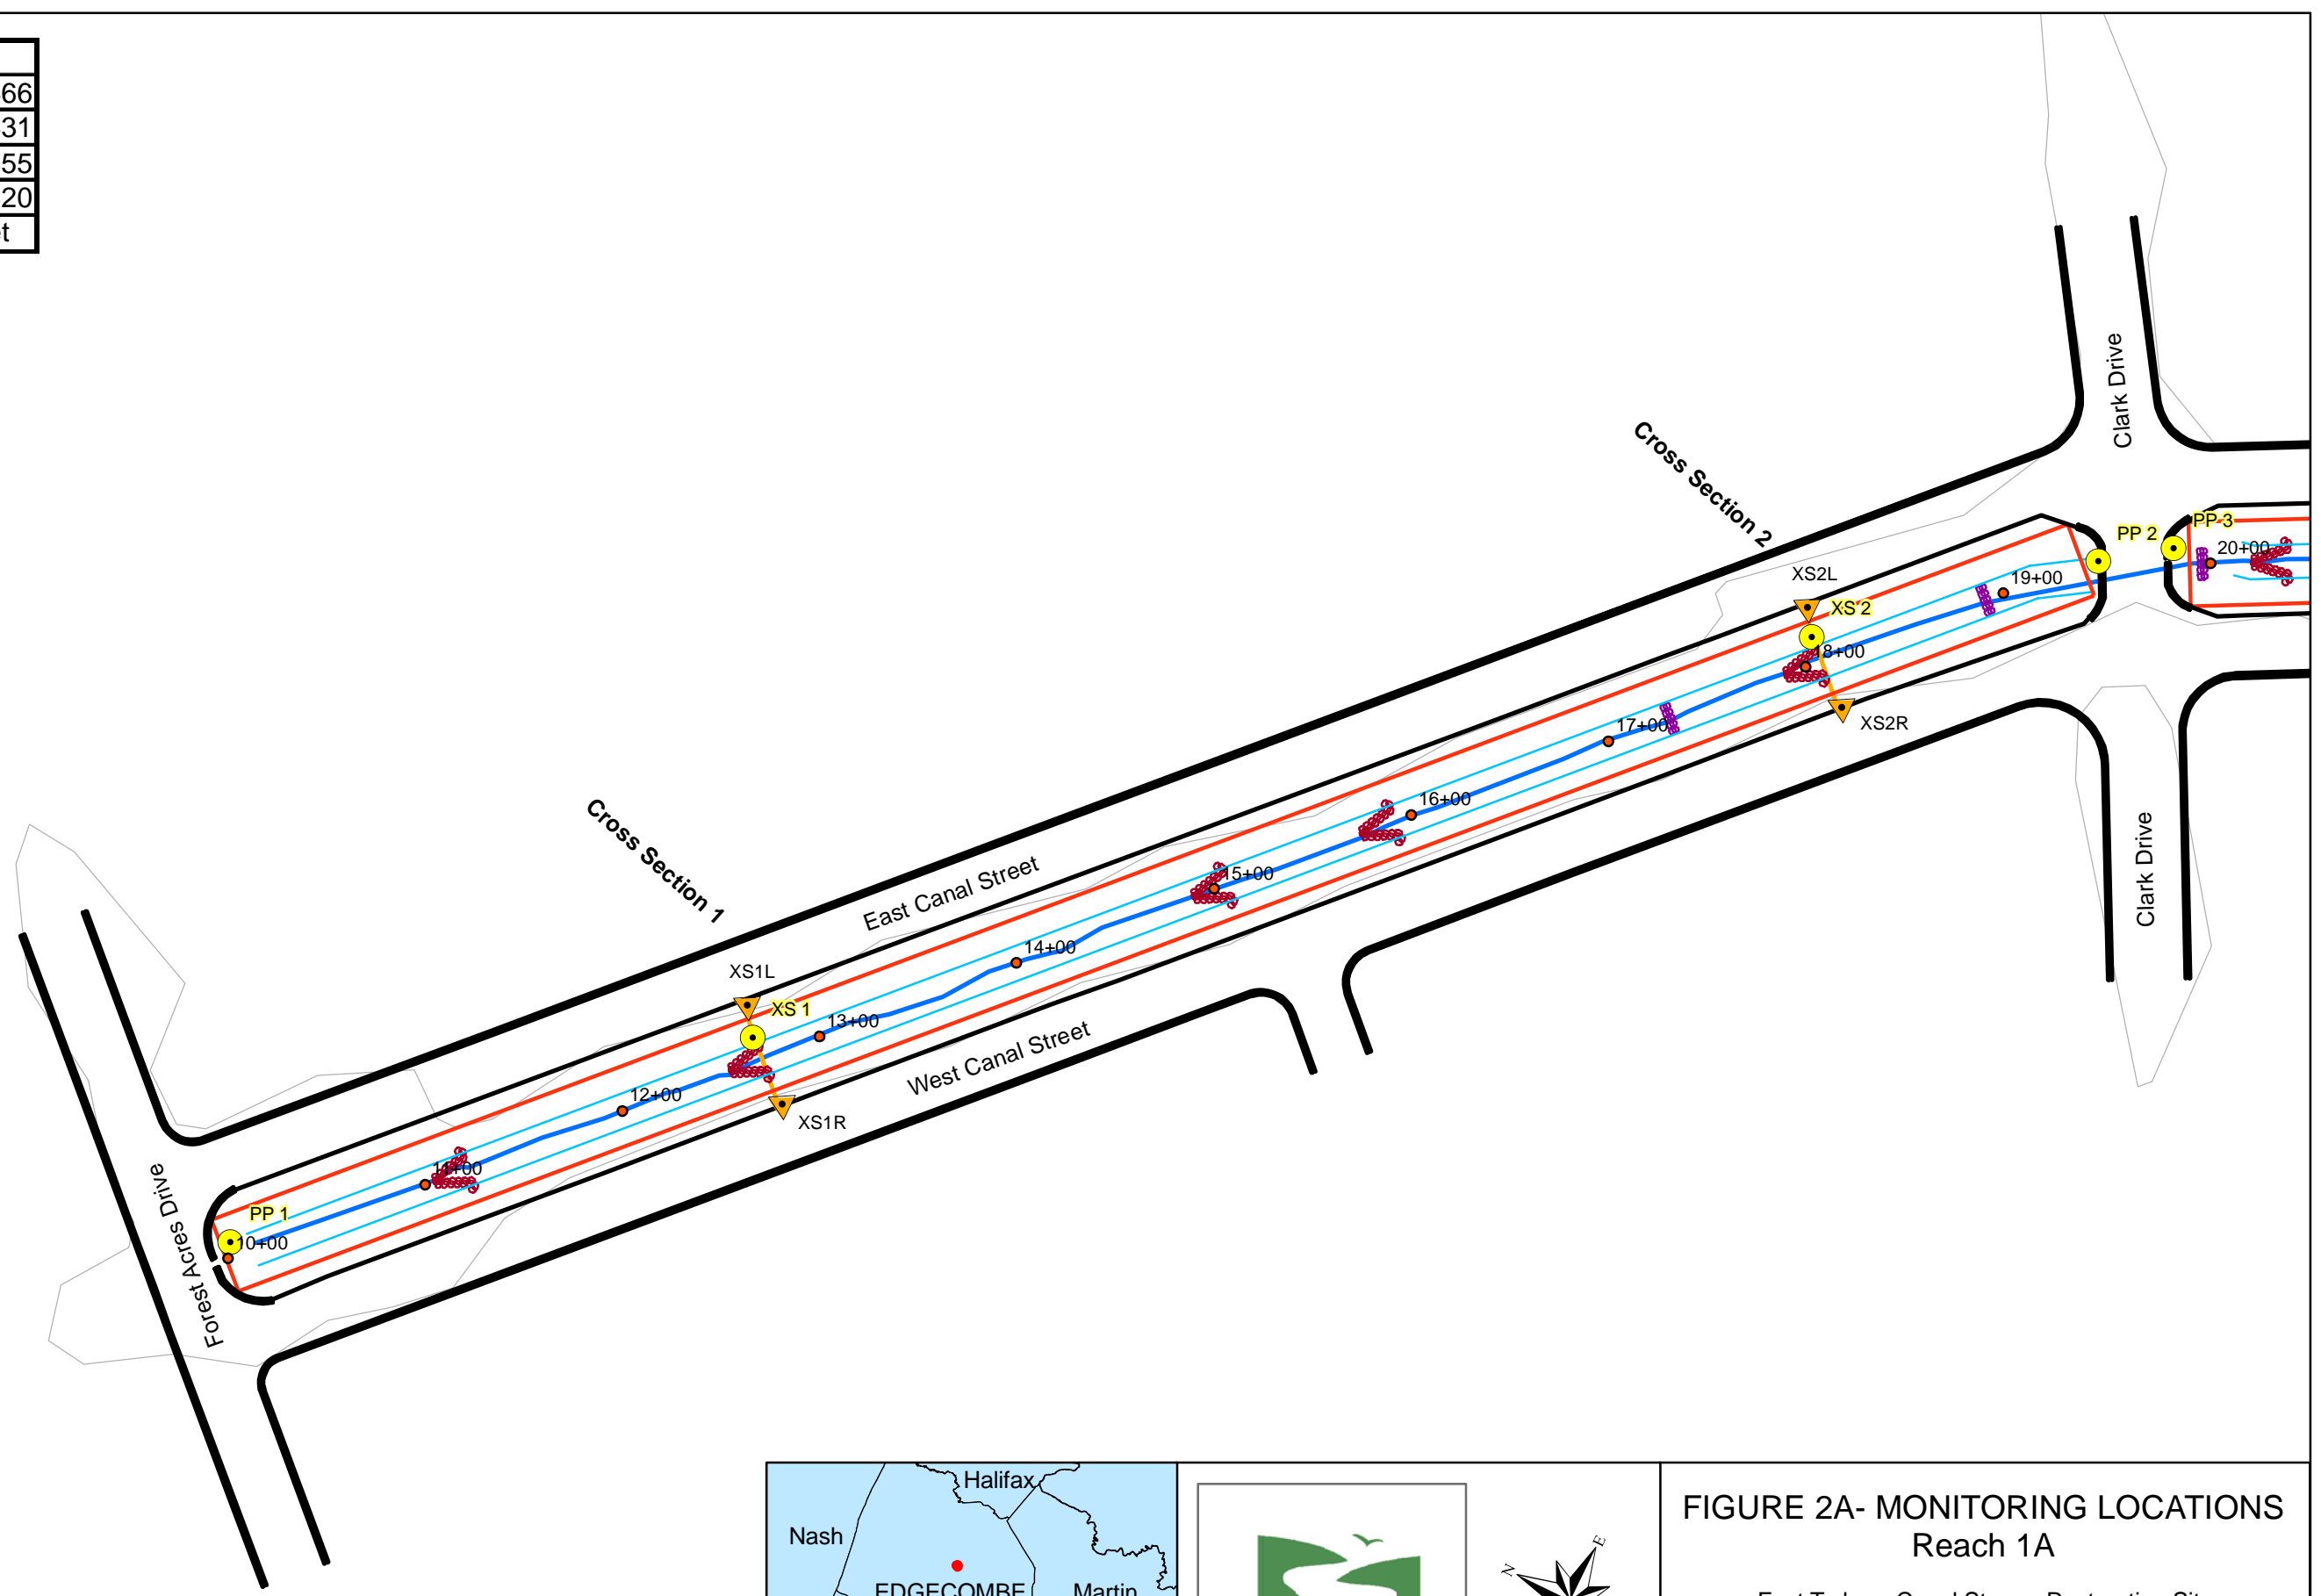 66
31
55
20
t
Clark Drive
Cross Section 2
PP 2
PP 3
20+00
19+00
XS2L
XS 2
18+00
XS2R
17+00
16+00
Cross Section 1
East Canal Street
15+00
14+00
XS1L
XS 1
13+00
West Canal Street
Clark Drive
12+00
XS1R
11+00
PP 1
10+00
Forest Acres Drive
Halifax
Nash
EDGECOMBE
Martin
N
E
FIGURE 2A- MONITORING LOCATIONS
Reach 1A